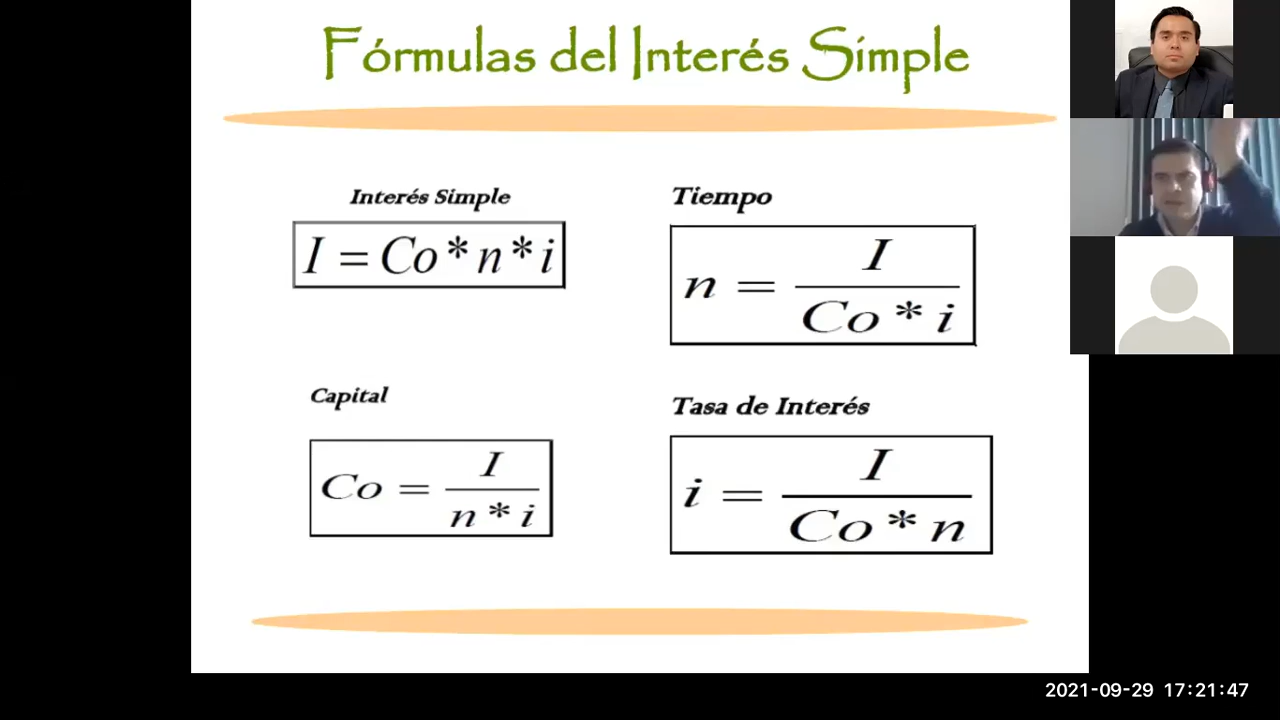 Fórmulas del Interés Simple
Interés Simple
I = Co * n * i
Tiempo
n = I / Co * i
Capital
Co = I / n * i
Tasa de Interés
i = I / Co * n
2021-09-29 17:21:47